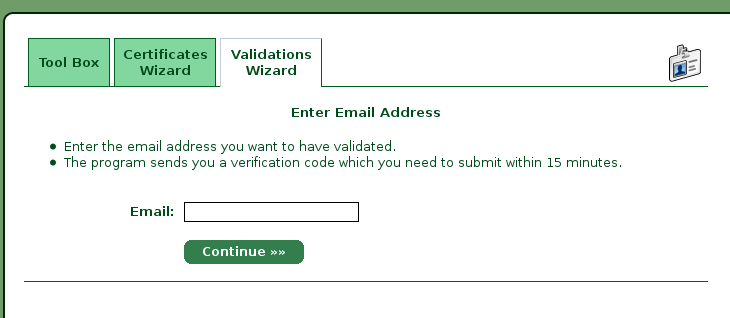 Tool Box
Certificates
Wizard
Validations
Wizard
Enter Email Address
Enter the email address you want to have validated.
The program sends you a verification code which you need to submit within 15 minutes.
Email:
Continue »»